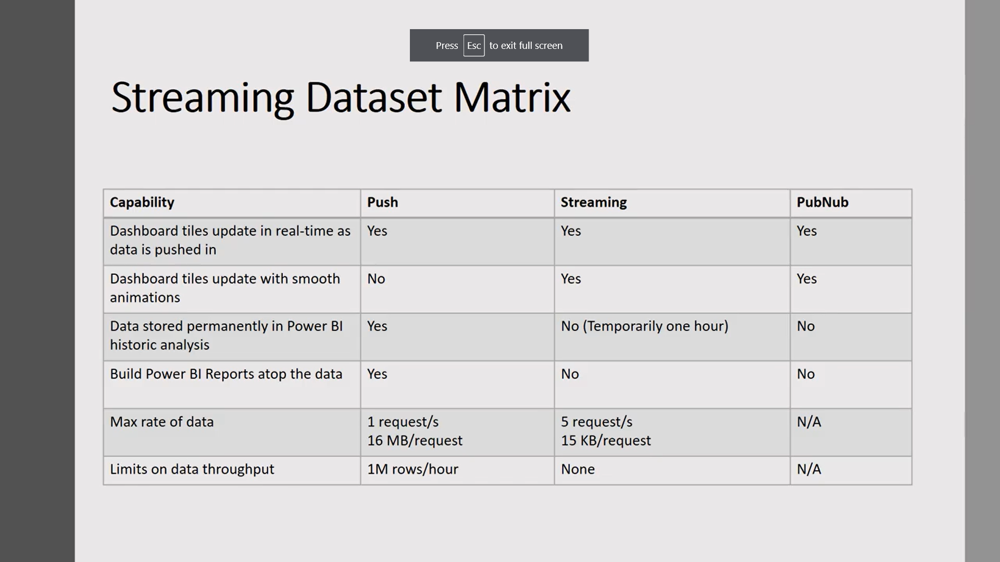 Press Esc to exit full screen
Streaming Dataset Matrix
Capability Push Streaming PubNub
Dashboard tiles update in real-time as Yes Yes Yes
data is pushed in
Dashboard tiles update with smooth No Yes Yes
animations
Data stored permanently in Power BI Yes No (Temporarily one hour) No
historic analysis
Build Power BI Reports atop the data Yes No No
Max rate of data 1 request/s 5 request/s N/A
16 MB/request 15 KB/request
Limits on data throughput 1M rows/hour None N/A